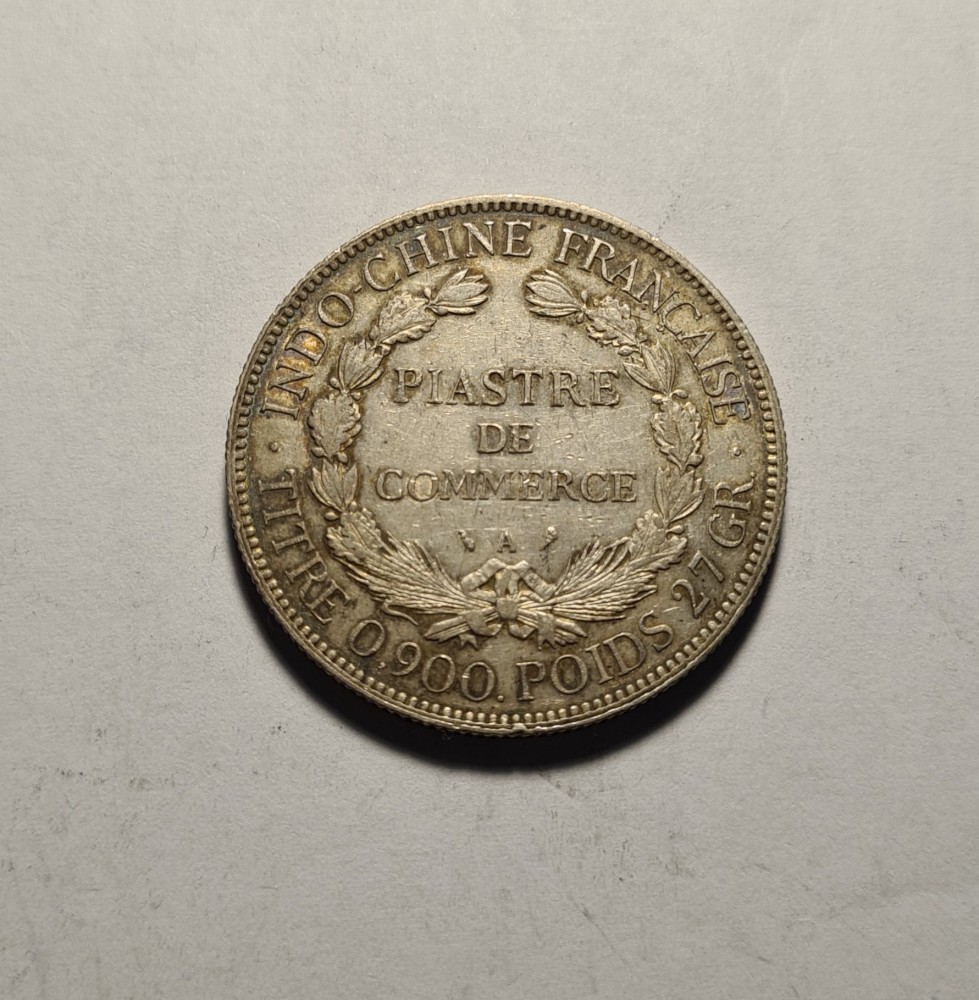 INDO-CHINE FRANÇAISE
PIASTRE
DE
COMMERCE
A
TITRE 0,900. POIDS 27 GR.